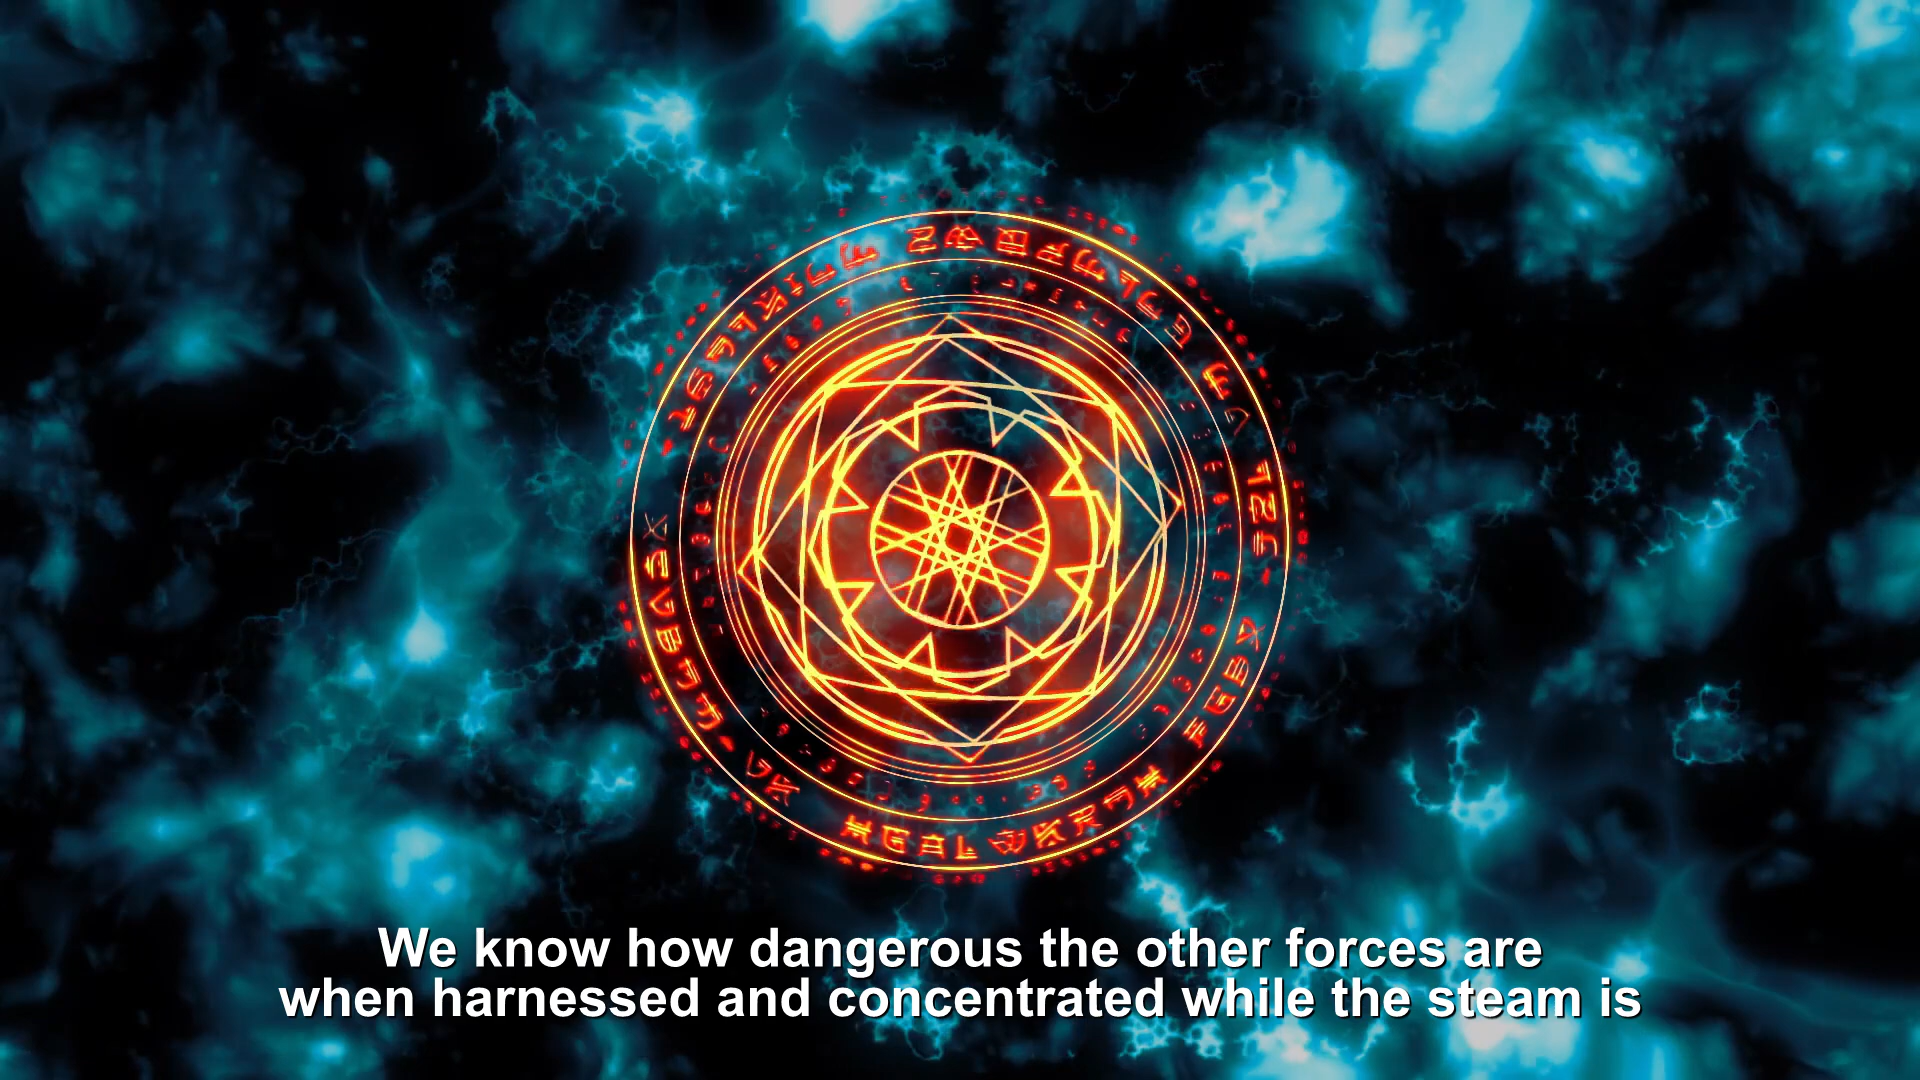 We know how dangerous the other forces are
when harnessed and concentrated while the steam is